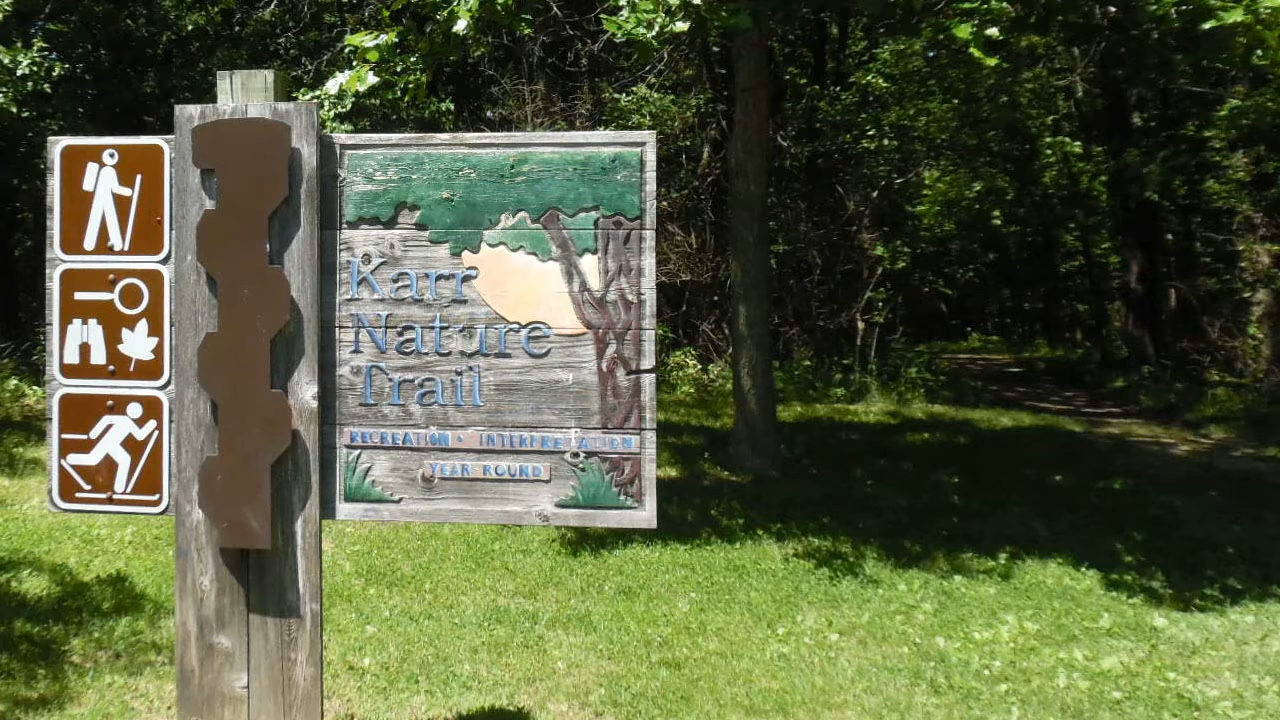 Karr
Nature
Trail
RECREATION • INTERPRETATION
YEAR ROUND